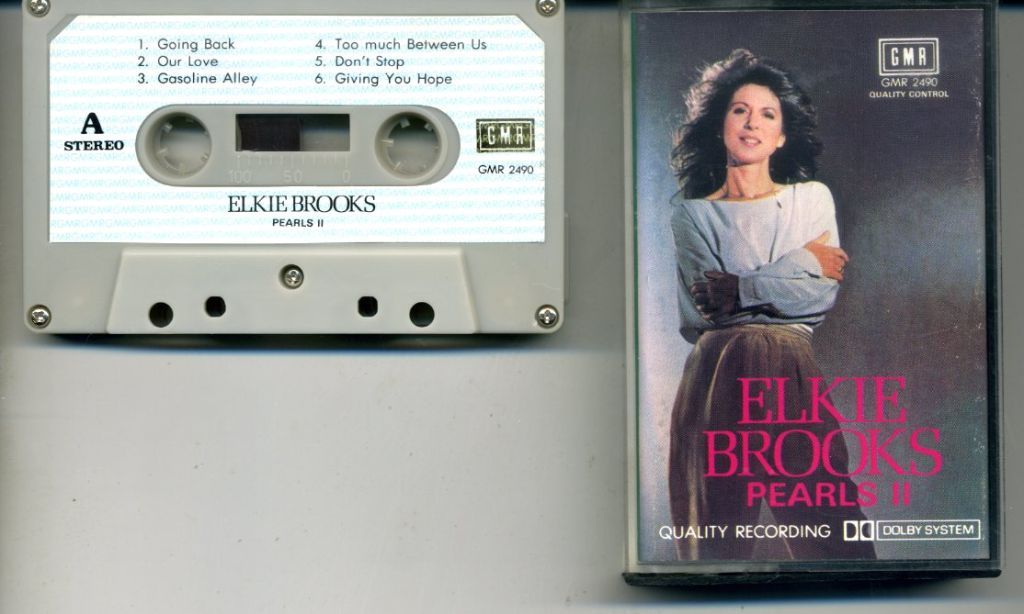 1. Going Back
2. Our Love
3. Gasoline Alley
4. Too much Between Us
5. Don't Stop
6. Giving You Hope
A
STEREO
100 50 0
GMR
GMR 2490
ELKIE BROOKS
PEARLS II
GMR
GMR 2490
QUALITY CONTROL
ELKIE
BROOKS
PEARLS II
QUALITY RECORDING DOLBY SYSTEM